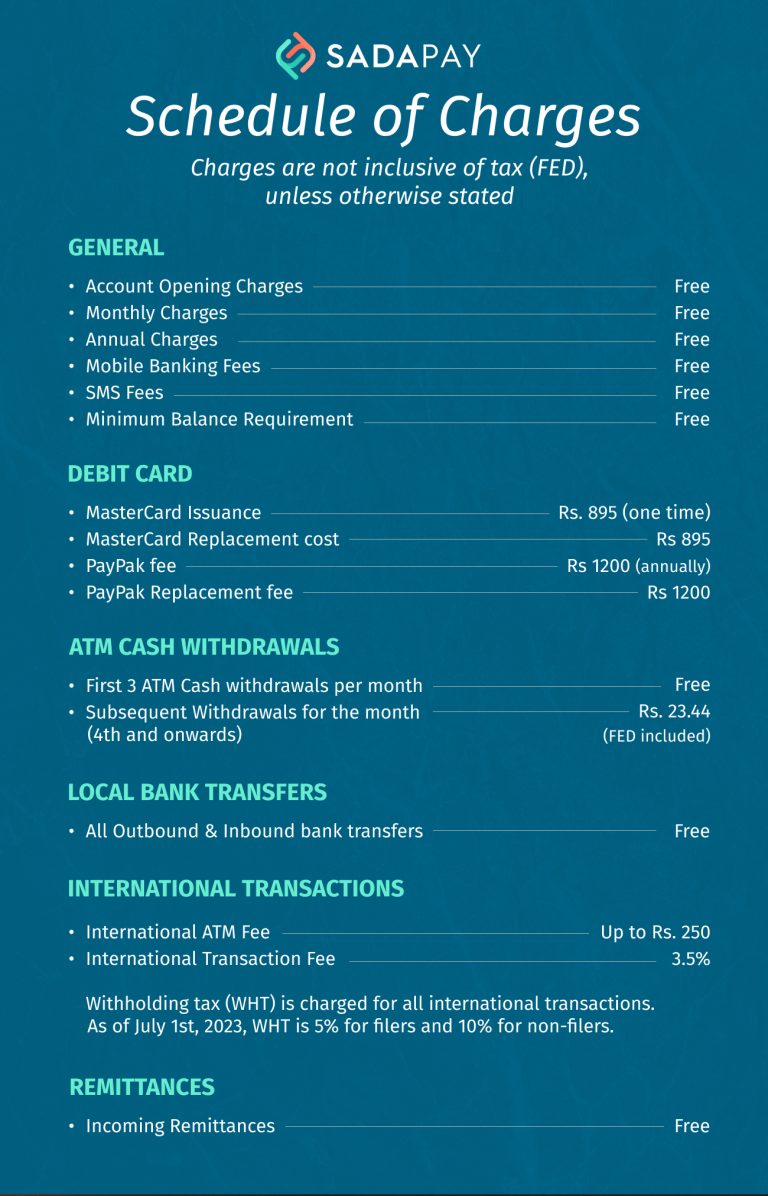 SADAPAY
Schedule of Charges
Charges are not inclusive of tax (FED),
unless otherwise stated
GENERAL
• Account Opening Charges Free
• Monthly Charges Free
• Annual Charges Free
• Mobile Banking Fees Free
• SMS Fees Free
• Minimum Balance Requirement Free
DEBIT CARD
• MasterCard Issuance Rs. 895 (one time)
• MasterCard Replacement cost Rs 895
• PayPak fee Rs 1200 (annually)
• PayPak Replacement fee Rs 1200
ATM CASH WITHDRAWALS
• First 3 ATM Cash withdrawals per month Free
• Subsequent Withdrawals for the month Rs. 23.44
(4th and onwards) (FED included)
LOCAL BANK TRANSFERS
• All Outbound & Inbound bank transfers Free
INTERNATIONAL TRANSACTIONS
• International ATM Fee Up to Rs. 250
• International Transaction Fee 3.5%
Withholding tax (WHT) is charged for all international transactions.
As of July 1st, 2023, WHT is 5% for filers and 10% for non-filers.
REMITTANCES
• Incoming Remittances Free